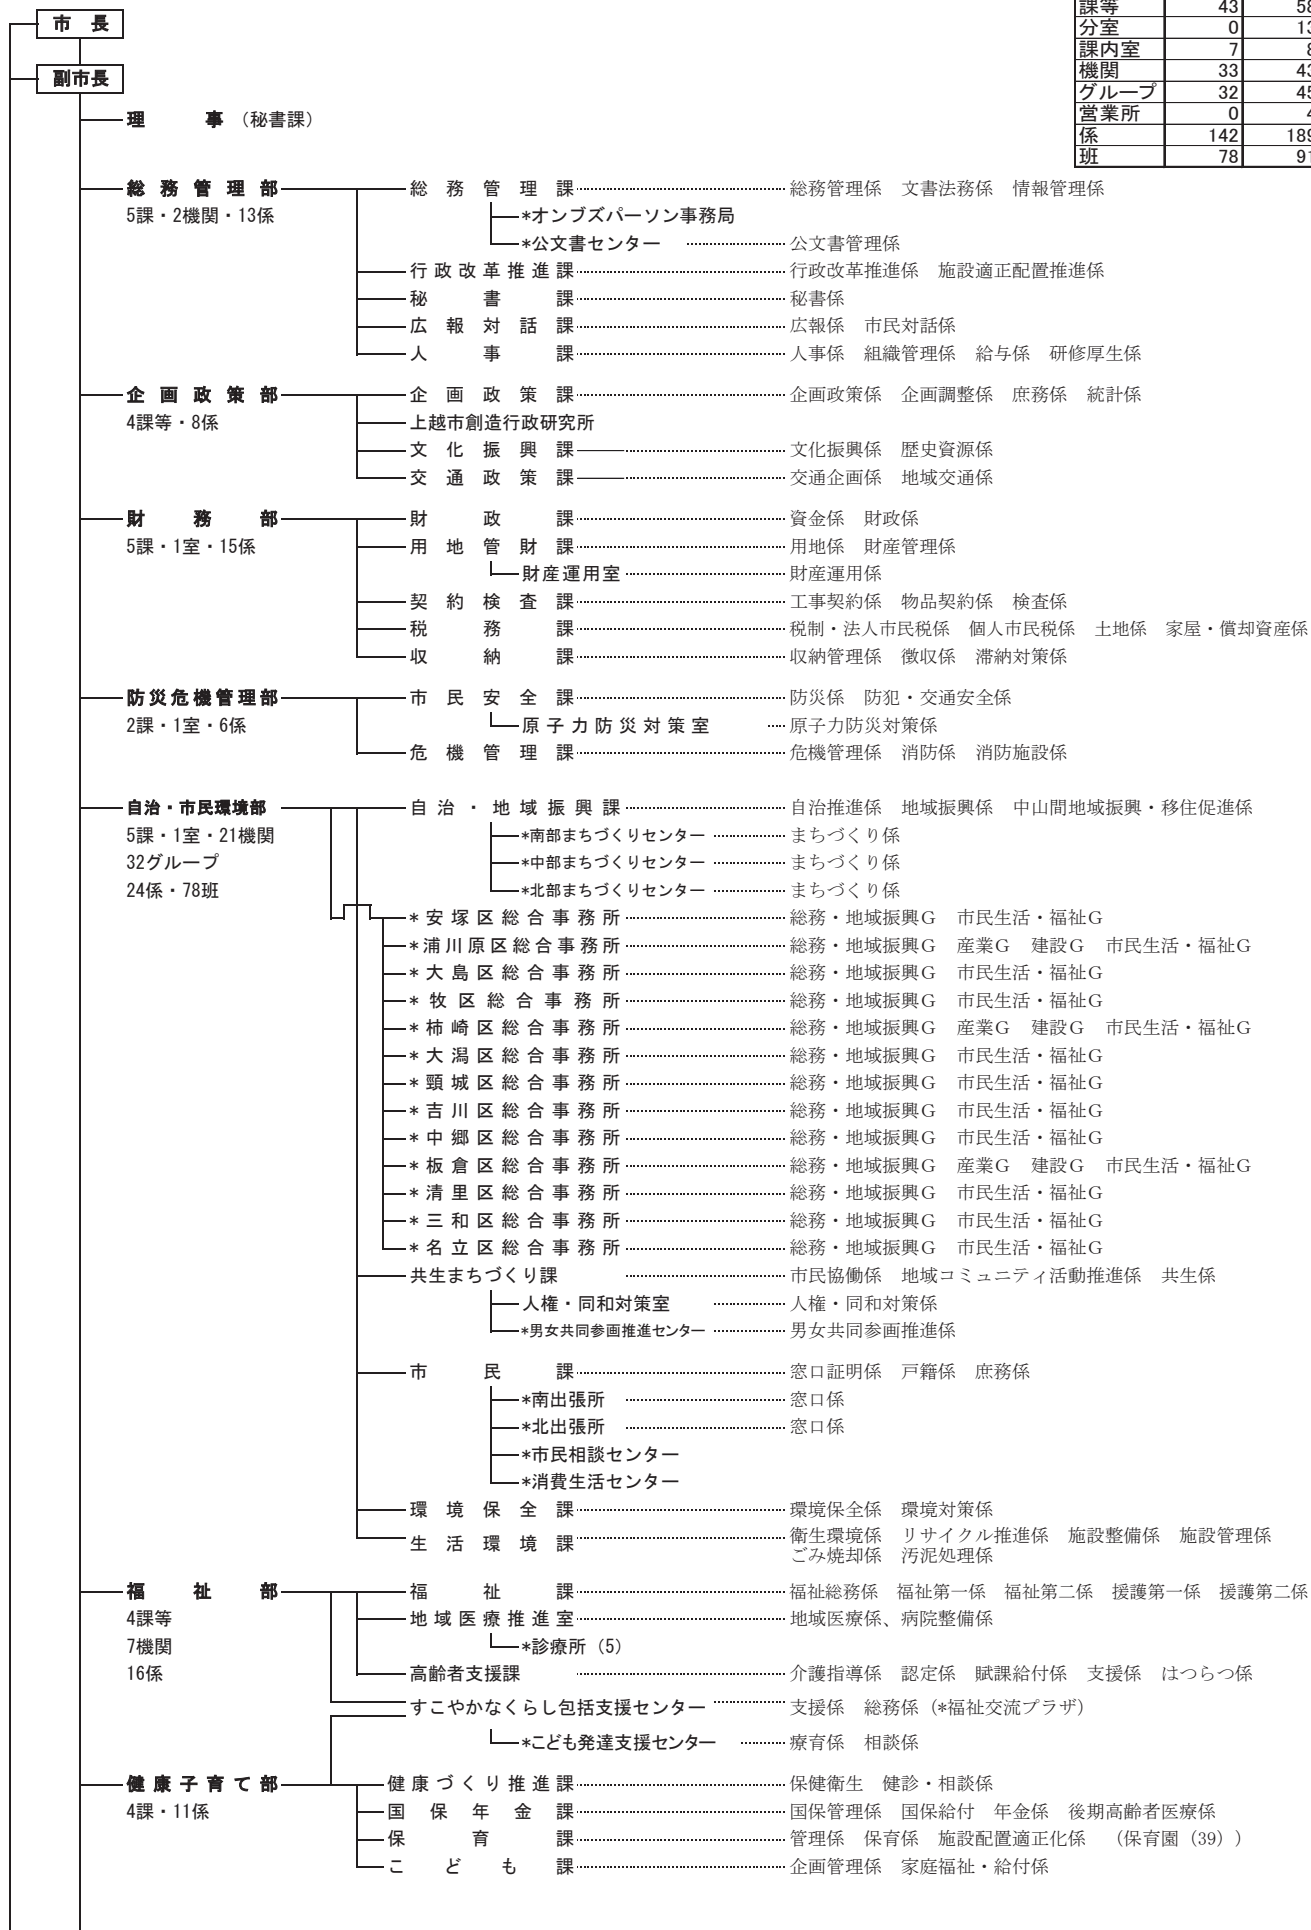 課等 43 58
分室 0 13
課内室 7 8
機関 33 43
グループ 32 45
営業所 0 4
係 142 189
班 78 91
市 長
副市長
理 事 （秘書課）
総務管理部 総務管理課 総務管理係 文書法務係 情報管理係
5課・2機関・13係 *オンブズパーソン事務局
*公文書センター 公文書管理係
行政改革推進課 行政改革推進係 施設適正配置推進係
秘書課 秘書係
広報対話課 広報係 市民対話係
人事課 人事係 組織管理係 給与係 研修厚生係
企画政策部 企画政策課 企画政策係 企画調整係 庶務係 統計係
4課等・8係 上越市創造行政研究所
文化振興課 文化振興係 歴史資源係
交通政策課 交通企画係 地域交通係
財務部 財政課 資金係 財政係
5課・1室・15係 用地管財課 用地係 財産管理係
財産運用室 財産運用係
契約検査課 工事契約係 物品契約係 検査係
税務課 税制・法人市民税係 個人市民税係 土地係 家屋・償却資産係
収納課 収納管理係 徴収係 滞納対策係
防災危機管理部 市民安全課 防災係 防犯・交通安全係
2課・1室・6係 原子力防災対策室 原子力防災対策係
危機管理課 危機管理係 消防係 消防施設係
自治・市民環境部 自治・地域振興課 自治推進係 地域振興係 中山間地域振興・移住促進係
5課・1室・21機関 *南部まちづくりセンター まちづくり係
32グループ *中部まちづくりセンター まちづくり係
24係・78班 *北部まちづくりセンター まちづくり係
*安塚区総合事務所 総務・地域振興G 市民生活・福祉G
*浦川原区総合事務所 総務・地域振興G 産業G 建設G 市民生活・福祉G
*大島区総合事務所 総務・地域振興G 市民生活・福祉G
*牧区総合事務所 総務・地域振興G 市民生活・福祉G
*柿崎区総合事務所 総務・地域振興G 産業G 建設G 市民生活・福祉G
*大潟区総合事務所 総務・地域振興G 市民生活・福祉G
*頸城区総合事務所 総務・地域振興G 市民生活・福祉G
*吉川区総合事務所 総務・地域振興G 市民生活・福祉G
*中郷区総合事務所 総務・地域振興G 市民生活・福祉G
*板倉区総合事務所 総務・地域振興G 産業G 建設G 市民生活・福祉G
*清里区総合事務所 総務・地域振興G 市民生活・福祉G
*三和区総合事務所 総務・地域振興G 市民生活・福祉G
*名立区総合事務所 総務・地域振興G 市民生活・福祉G
共生まちづくり課 市民協働係 地域コミュニティ活動推進係 共生係
人権・同和対策室 人権・同和対策係
*男女共同参画推進センター 男女共同参画推進係
市民課 窓口証明係 戸籍係 庶務係
*南出張所 窓口係
*北出張所 窓口係
*市民相談センター
*消費生活センター
環境保全課 環境保全係 環境対策係
生活環境課 衛生環境係 リサイクル推進係 施設整備係 施設管理係
ごみ焼却係 汚泥処理係
福祉部 福祉課 福祉総務係 福祉第一係 福祉第二係 援護第一係 援護第二係
4課等 地域医療推進室 地域医療係、病院整備係
7機関 *診療所（5）
16係 高齢者支援課 介護指導係 認定係 賦課給付係 支援係 はつらつ係
すこやかなくらし包括支援センター 支援係 総務係（*福祉交流プラザ）
*こども発達支援センター 療育係 相談係
健康子育て部 健康づくり推進課 保健衛生 健診・相談係
4課・11係 国保年金課 国保管理係 国保給付 年金係 後期高齢者医療係
保育課 管理係 保育係 施設配置適正化係 （保育園（39））
こども課 企画管理係 家庭福祉・給付係